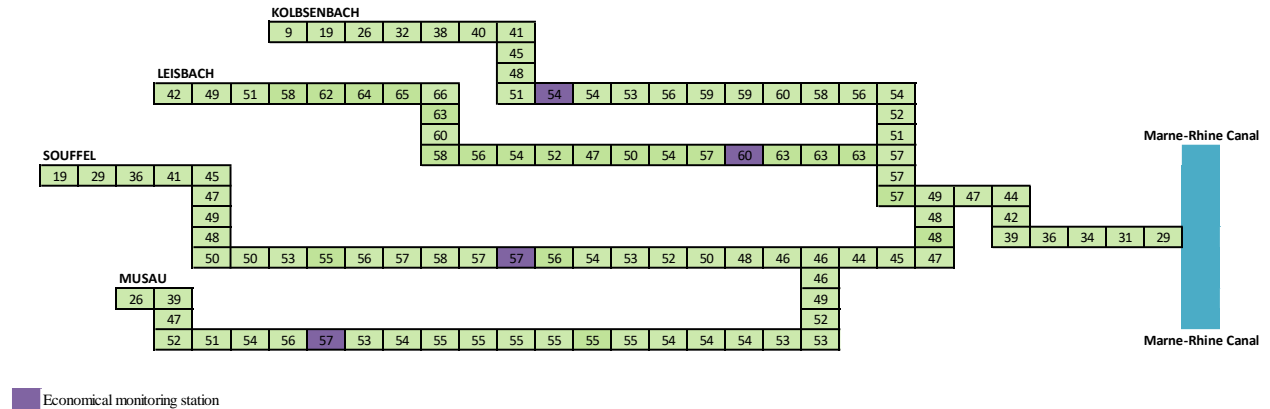 KOLBSENBACH
9 19 26 32 38 40 41
45
LEISBACH
48
42 49 51 58 62 64 65 66 51 54 54 53 56 59 59 60 58 56 54
63 52
60 51 Marne-Rhine Canal
SOUFFEL
58 56 54 52 47 50 54 57 60 63 63 63 57
19 29 36 41 45 57
47 57 49 47 44
49 48 42
48 48 39 36 34 31 29
50 50 53 55 56 57 58 57 57 56 54 53 52 50 48 46 46 44 45 47
MUSAU
46
26 39 49
47 52
52 51 54 56 57 53 54 55 55 55 55 55 54 54 54 53 53 Marne-Rhine Canal
Economical monitoring station